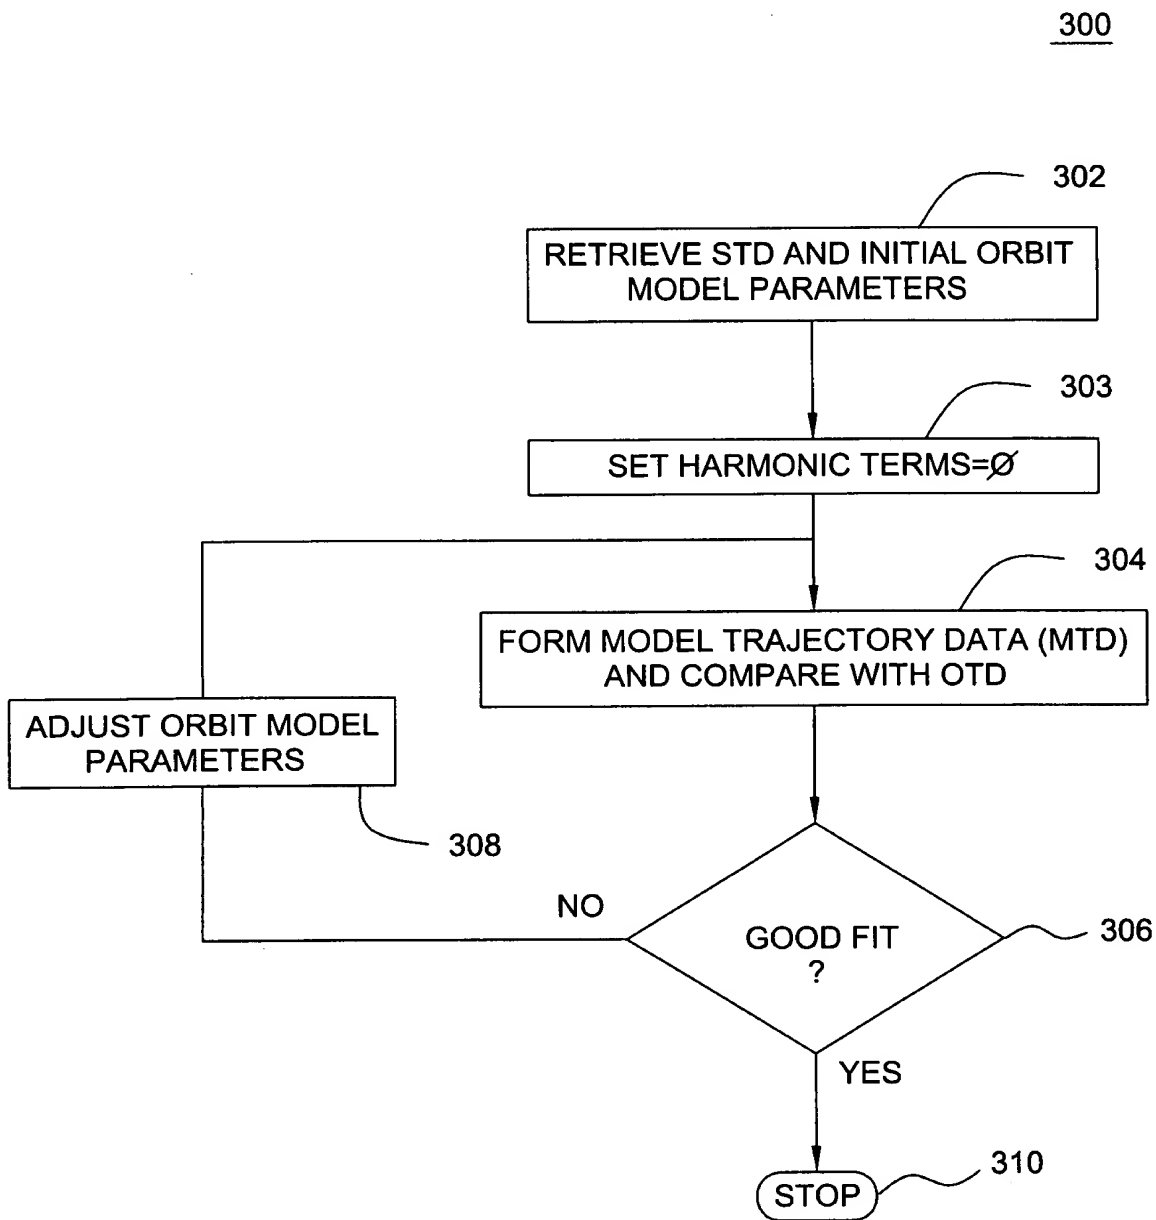 300
302
RETRIEVE STD AND INITIAL ORBIT
MODEL PARAMETERS
303
SET HARMONIC TERMS=Ø
304
FORM MODEL TRAJECTORY DATA (MTD)
AND COMPARE WITH OTD
ADJUST ORBIT MODEL
PARAMETERS
308
NO
GOOD FIT
?
306
YES
310
STOP